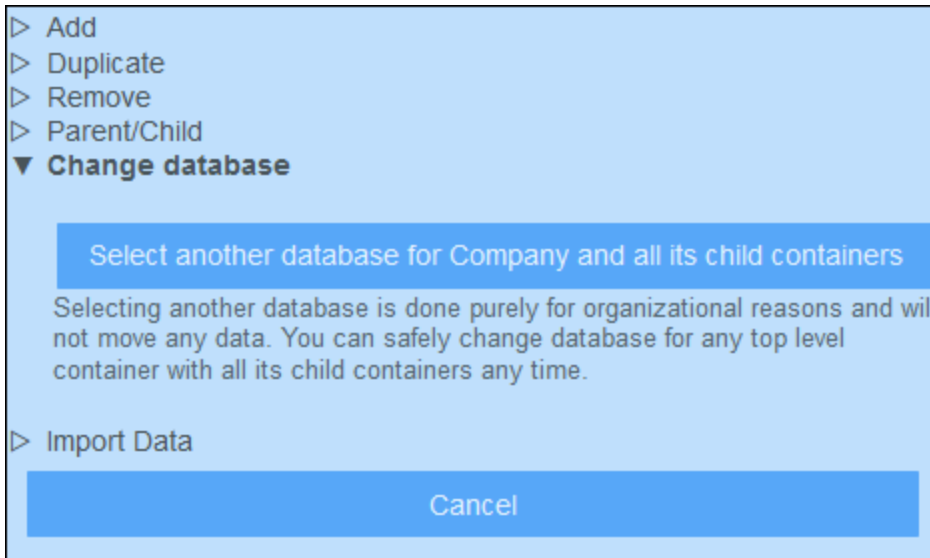 Add
Duplicate
Remove
Parent/Child
Change database
Select another database for Company and all its child containers
Selecting another database is done purely for organizational reasons and wil
not move any data. You can safely change database for any top level
container with all its child containers any time.
Import Data
Cancel